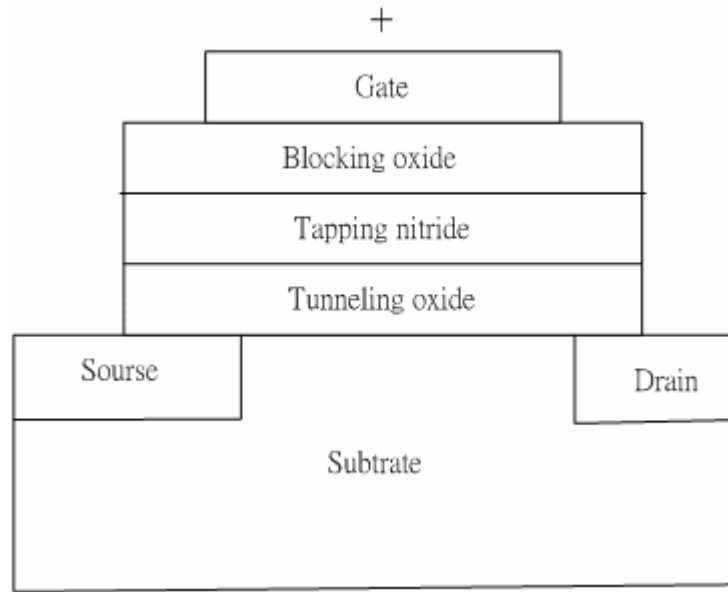 +
Gate
Blocking oxide
Tapping nitride
Tunneling oxide
Sourse
Drain
Subtrate